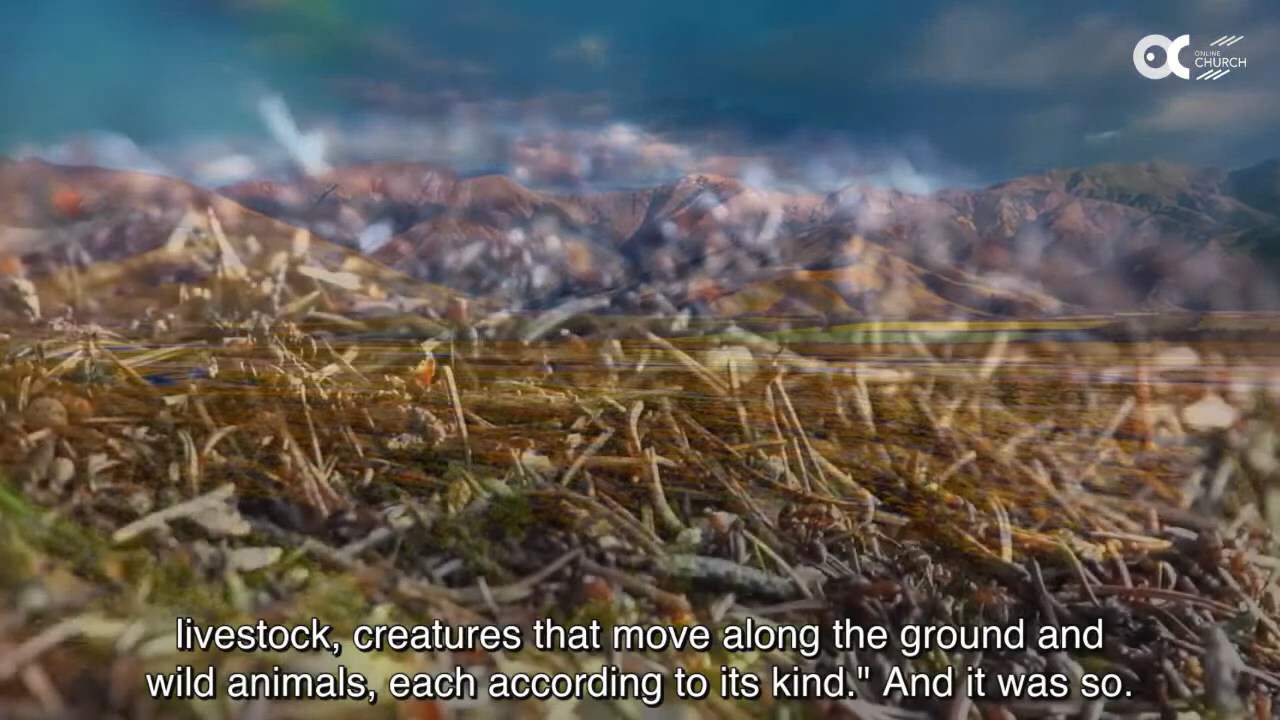 OC ONLINE
CHURCH
livestock, creatures that move along the ground and
wild animals, each according to its kind." And it was so.